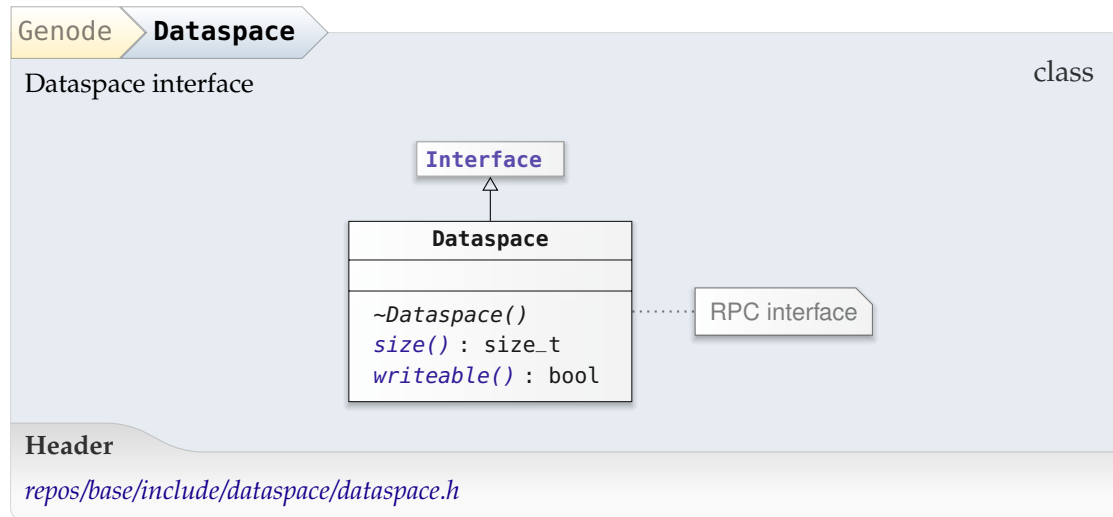 Genode Dataspace
class
Dataspace interface
Interface
Dataspace
~Dataspace()
size() : size_t
writeable() : bool
RPC interface
Header
repos/base/include/dataspace/dataspace.h